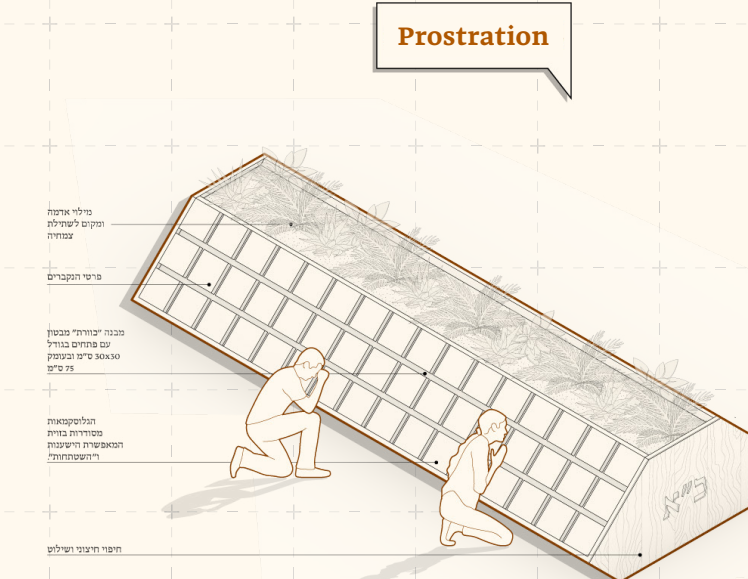 Prostration
מילוי אדמה
ומקום לשתילת
צמחיה
פרטי הנקברים
מבנה "כוורת" מבטון
עם פתחים בגודל
30x30 ס"מ ובעומק
75 ס"מ
הגלוסקמאות
מסודרות בזוית
המאפשרת הישענות
ו"השטתחות".
חיפוי חיצוני ושילוט
כ"א